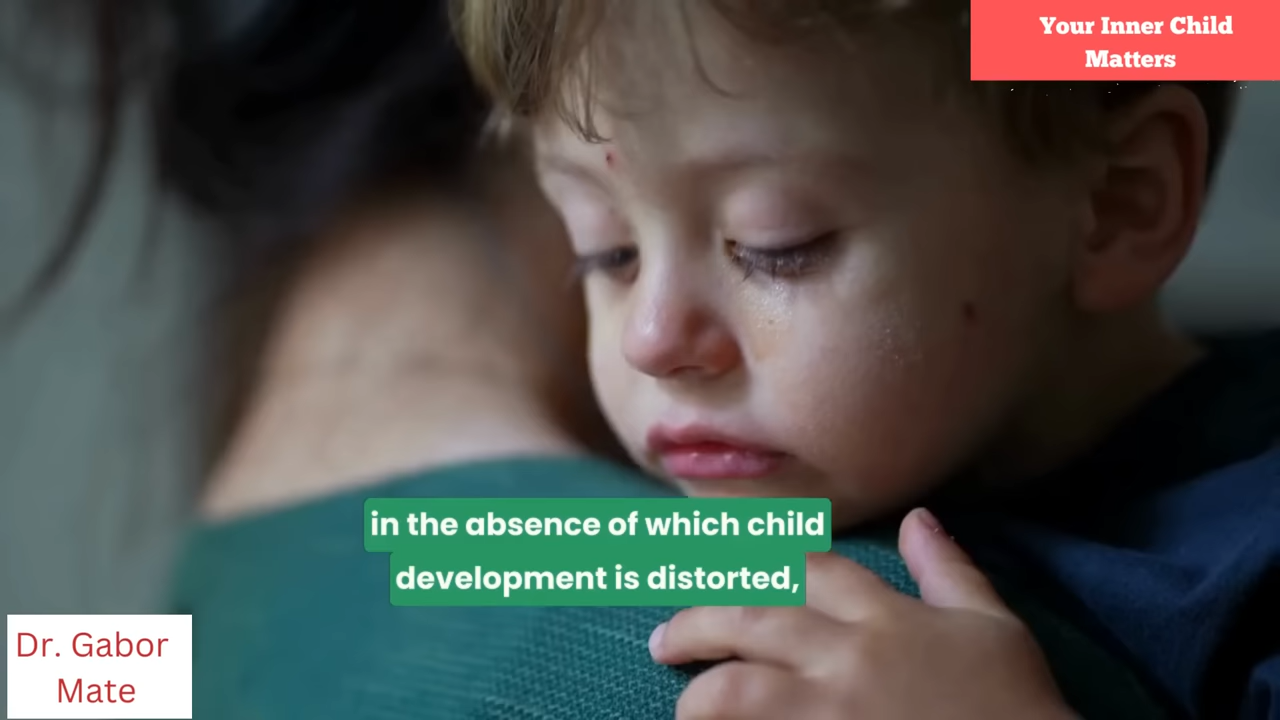 Your Inner Child
Matters
in the absence of which child
development is distorted,
Dr. Gabor
Mate